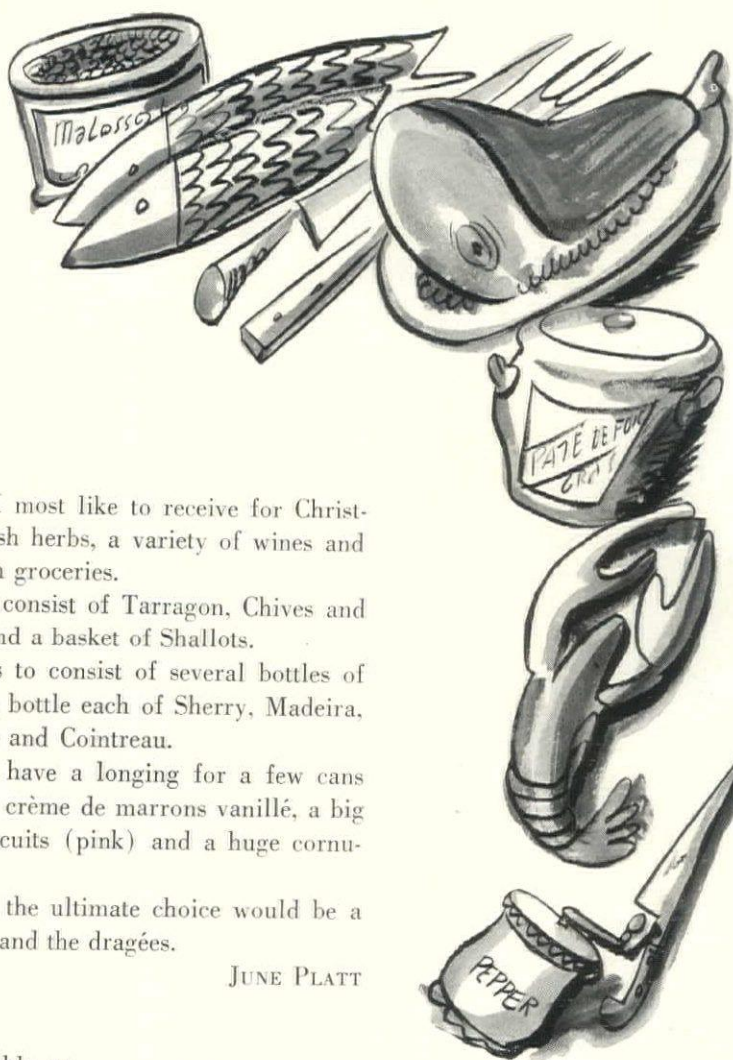 Malosso
PATE DE FOIE
GRAS
most like to receive for Christ-
sh herbs, a variety of wines and
n groceries.
consist of Tarragon, Chives and
nd a basket of Shallots.
s to consist of several bottles of
bottle each of Sherry, Madeira,
and Cointreau.
have a longing for a few cans
crème de marrons vanillé, a big
cuits (pink) and a huge cornu-
the ultimate choice would be a
and the dragées.
JUNE PLATT
PEPPER